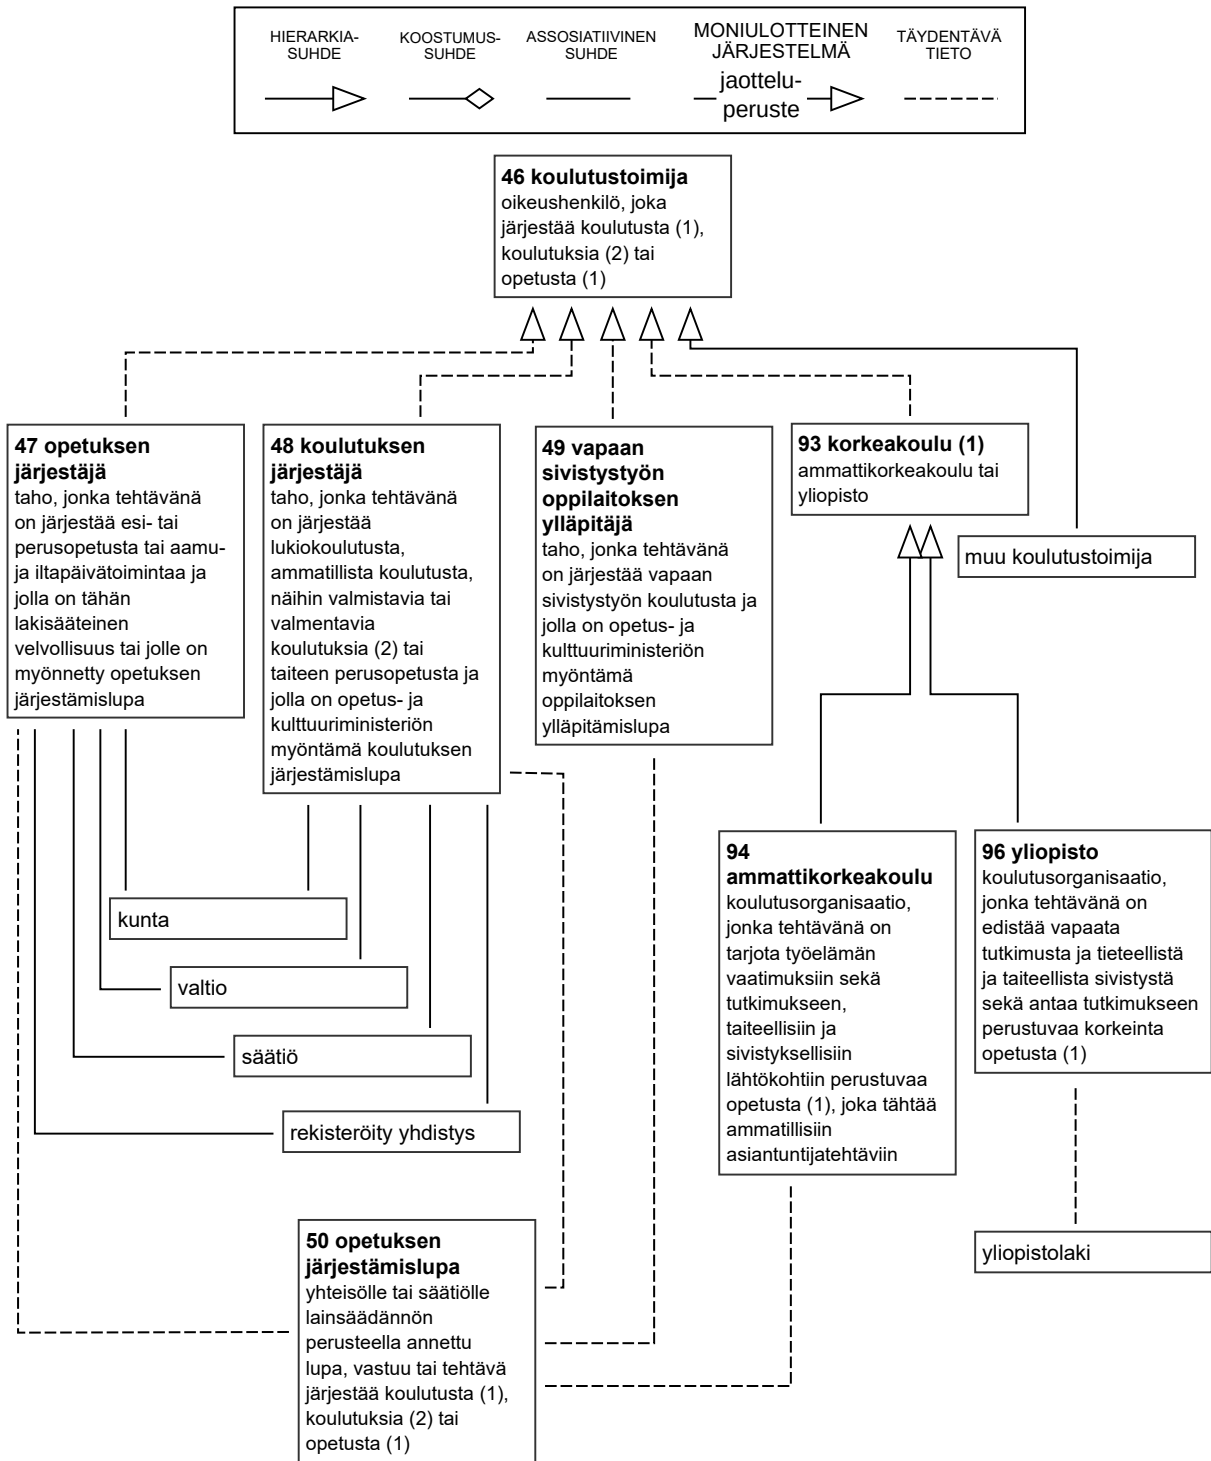 HIERARKIA-
SUHDE
KOOSTUMUS-
SUHDE
ASSOSIATIIVINEN
SUHDE
MONIULOTTEINEN
JÄRJESTELMÄ
jaottelu-
peruste
TÄYDENTÄVÄ
TIETO
46 koulutustoimija
oikeushenkilö, joka
järjestää koulutusta (1),
koulutuksia (2) tai
opetusta (1)
47 opetuksen
järjestäjä
taho, jonka tehtävänä
on järjestää esi- tai
perusopetusta tai aamu-
ja iltapäivätoimintaa ja
jolla on tähän
lakisääteinen
velvollisuus tai jolle on
myönnetty opetuksen
järjestämislupa
48 koulutuksen
järjestäjä
taho, jonka tehtävänä
on järjestää
lukiokoulutusta,
ammatillista koulutusta,
näihin valmistavia tai
valmentavia
koulutuksia (2) tai
taiteen perusopetusta ja
jolla on opetus- ja
kulttuuriministeriön
myöntämä koulutuksen
järjestämislupa
49 vapaan
sivistystyön
oppilaitoksen
ylläpitäjä
taho, jonka tehtävänä
on järjestää vapaan
sivistystyön koulutusta ja
jolla on opetus- ja
kulttuuriministeriön
myöntämä
oppilaitoksen
ylläpitämislupa
93 korkeakoulu (1)
ammattikorkeakoulu tai
yliopisto
muu koulutustoimija
kunta
valtio
säätiö
rekisteröity yhdistys
94
ammattikorkeakoulu
koulutusorganisaatio,
jonka tehtävänä on
tarjota työelämän
vaatimuksiin sekä
tutkimukseen,
taiteellisiin ja
sivistyksellisiin
lähtökohtiin perustuvaa
opetusta (1), joka tähtää
ammatillisiin
asiantuntijatehtäviin
96 yliopisto
koulutusorganisaatio,
jonka tehtävänä on
edistää vapaata
tutkimusta ja tieteellistä
ja taiteellista sivistystä
sekä antaa tutkimukseen
perustuvaa korkeinta
opetusta (1)
yliopistolaki
50 opetuksen
järjestämislupa
yhteisölle tai säätiölle
lainsäädännön
perusteella annettu
lupa, vastuu tai tehtävä
järjestää koulutusta (1),
koulutuksia (2) tai
opetusta (1)